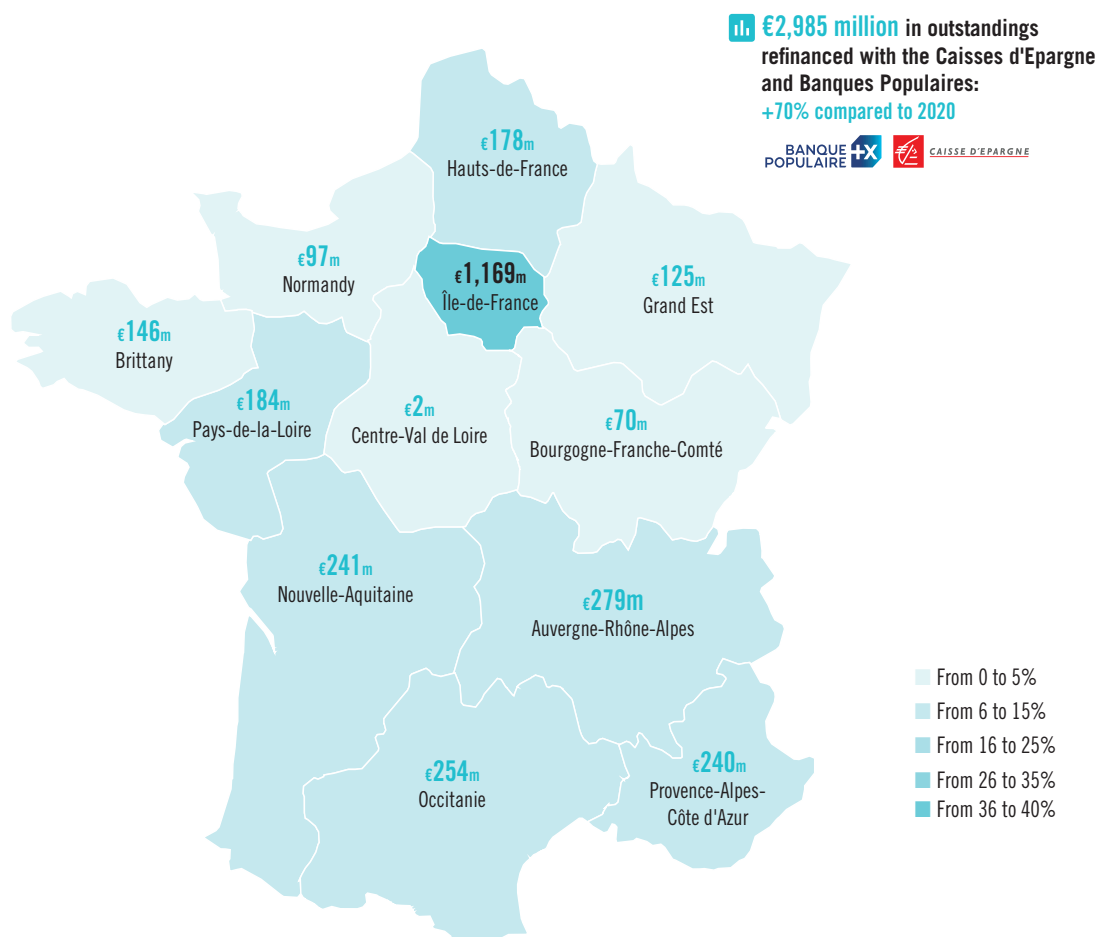 €2,985 million in outstandings
refinanced with the Caisses d'Epargne
and Banques Populaires:
+70% compared to 2020
BANQUE
POPULAIRE
CAISSE D'EPARGNE
€178m
Hauts-de-France
€97m
Normandy
€1,169m
Île-de-France
€125m
Grand Est
€146m
Brittany
€184m
Pays-de-la-Loire
€2m
Centre-Val de Loire
€70m
Bourgogne-Franche-Comté
€241m
Nouvelle-Aquitaine
€279m
Auvergne-Rhône-Alpes
€254m
Occitanie
€240m
Provence-Alpes-
Côte d'Azur
From 0 to 5%
From 6 to 15%
From 16 to 25%
From 26 to 35%
From 36 to 40%